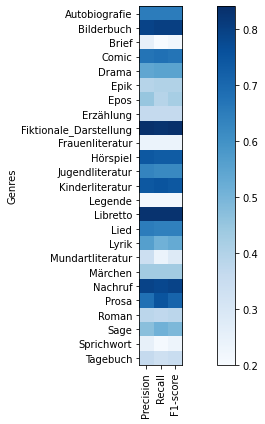 Genres
Autobiografie
Bilderbuch
Brief
Comic
Drama
Epik
Epos
Erzählung
Fiktionale_Darstellung
Frauenliteratur
Hörspiel
Jugendliteratur
Kinderliteratur
Legende
Libretto
Lied
Lyrik
Mundartliteratur
Märchen
Nachruf
Prosa
Roman
Sage
Sprichwort
Tagebuch
Precision
Recall
F1-score
0.8
0.7
0.6
0.5
0.4
0.3
0.2